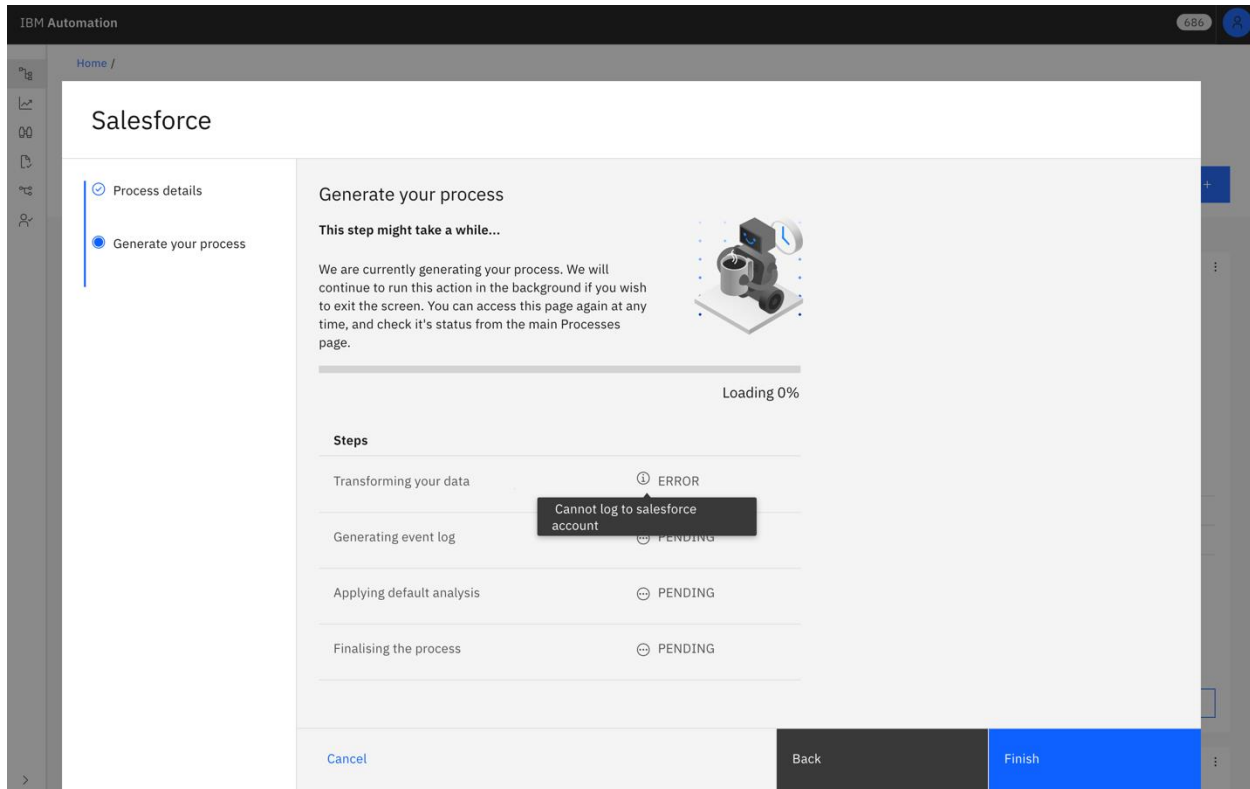 IBM Automation
686
Home /
Salesforce
Process details
Generate your process
Generate your process
This step might take a while...
We are currently generating your process. We will
continue to run this action in the background if you wish
to exit the screen. You can access this page again at any
time, and check it's status from the main Processes
page.
Loading 0%
Steps
Transforming your data
ERROR
Cannot log to salesforce
account
Generating event log
PENDING
Applying default analysis
PENDING
Finalising the process
PENDING
Cancel
Back
Finish